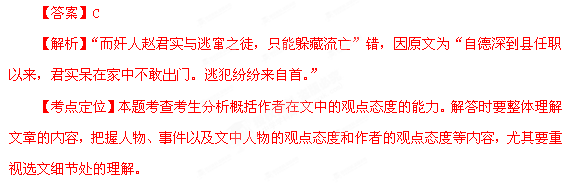 【答案】C
【解析】“而奸人赵君实与逃窜之徒，只能躲藏流亡”错，因原文为“自德深到县任职
以来，君实呆在家中不敢出门。逃犯纷纷来自首。”
【考点定位】本题考查考生分析概括作者在文中的观点态度的能力。解答时要整体理解
文章的内容，把握人物、事件以及文中人物的观点态度和作者的观点态度等内容，尤其要重
视选文细节处的理解。